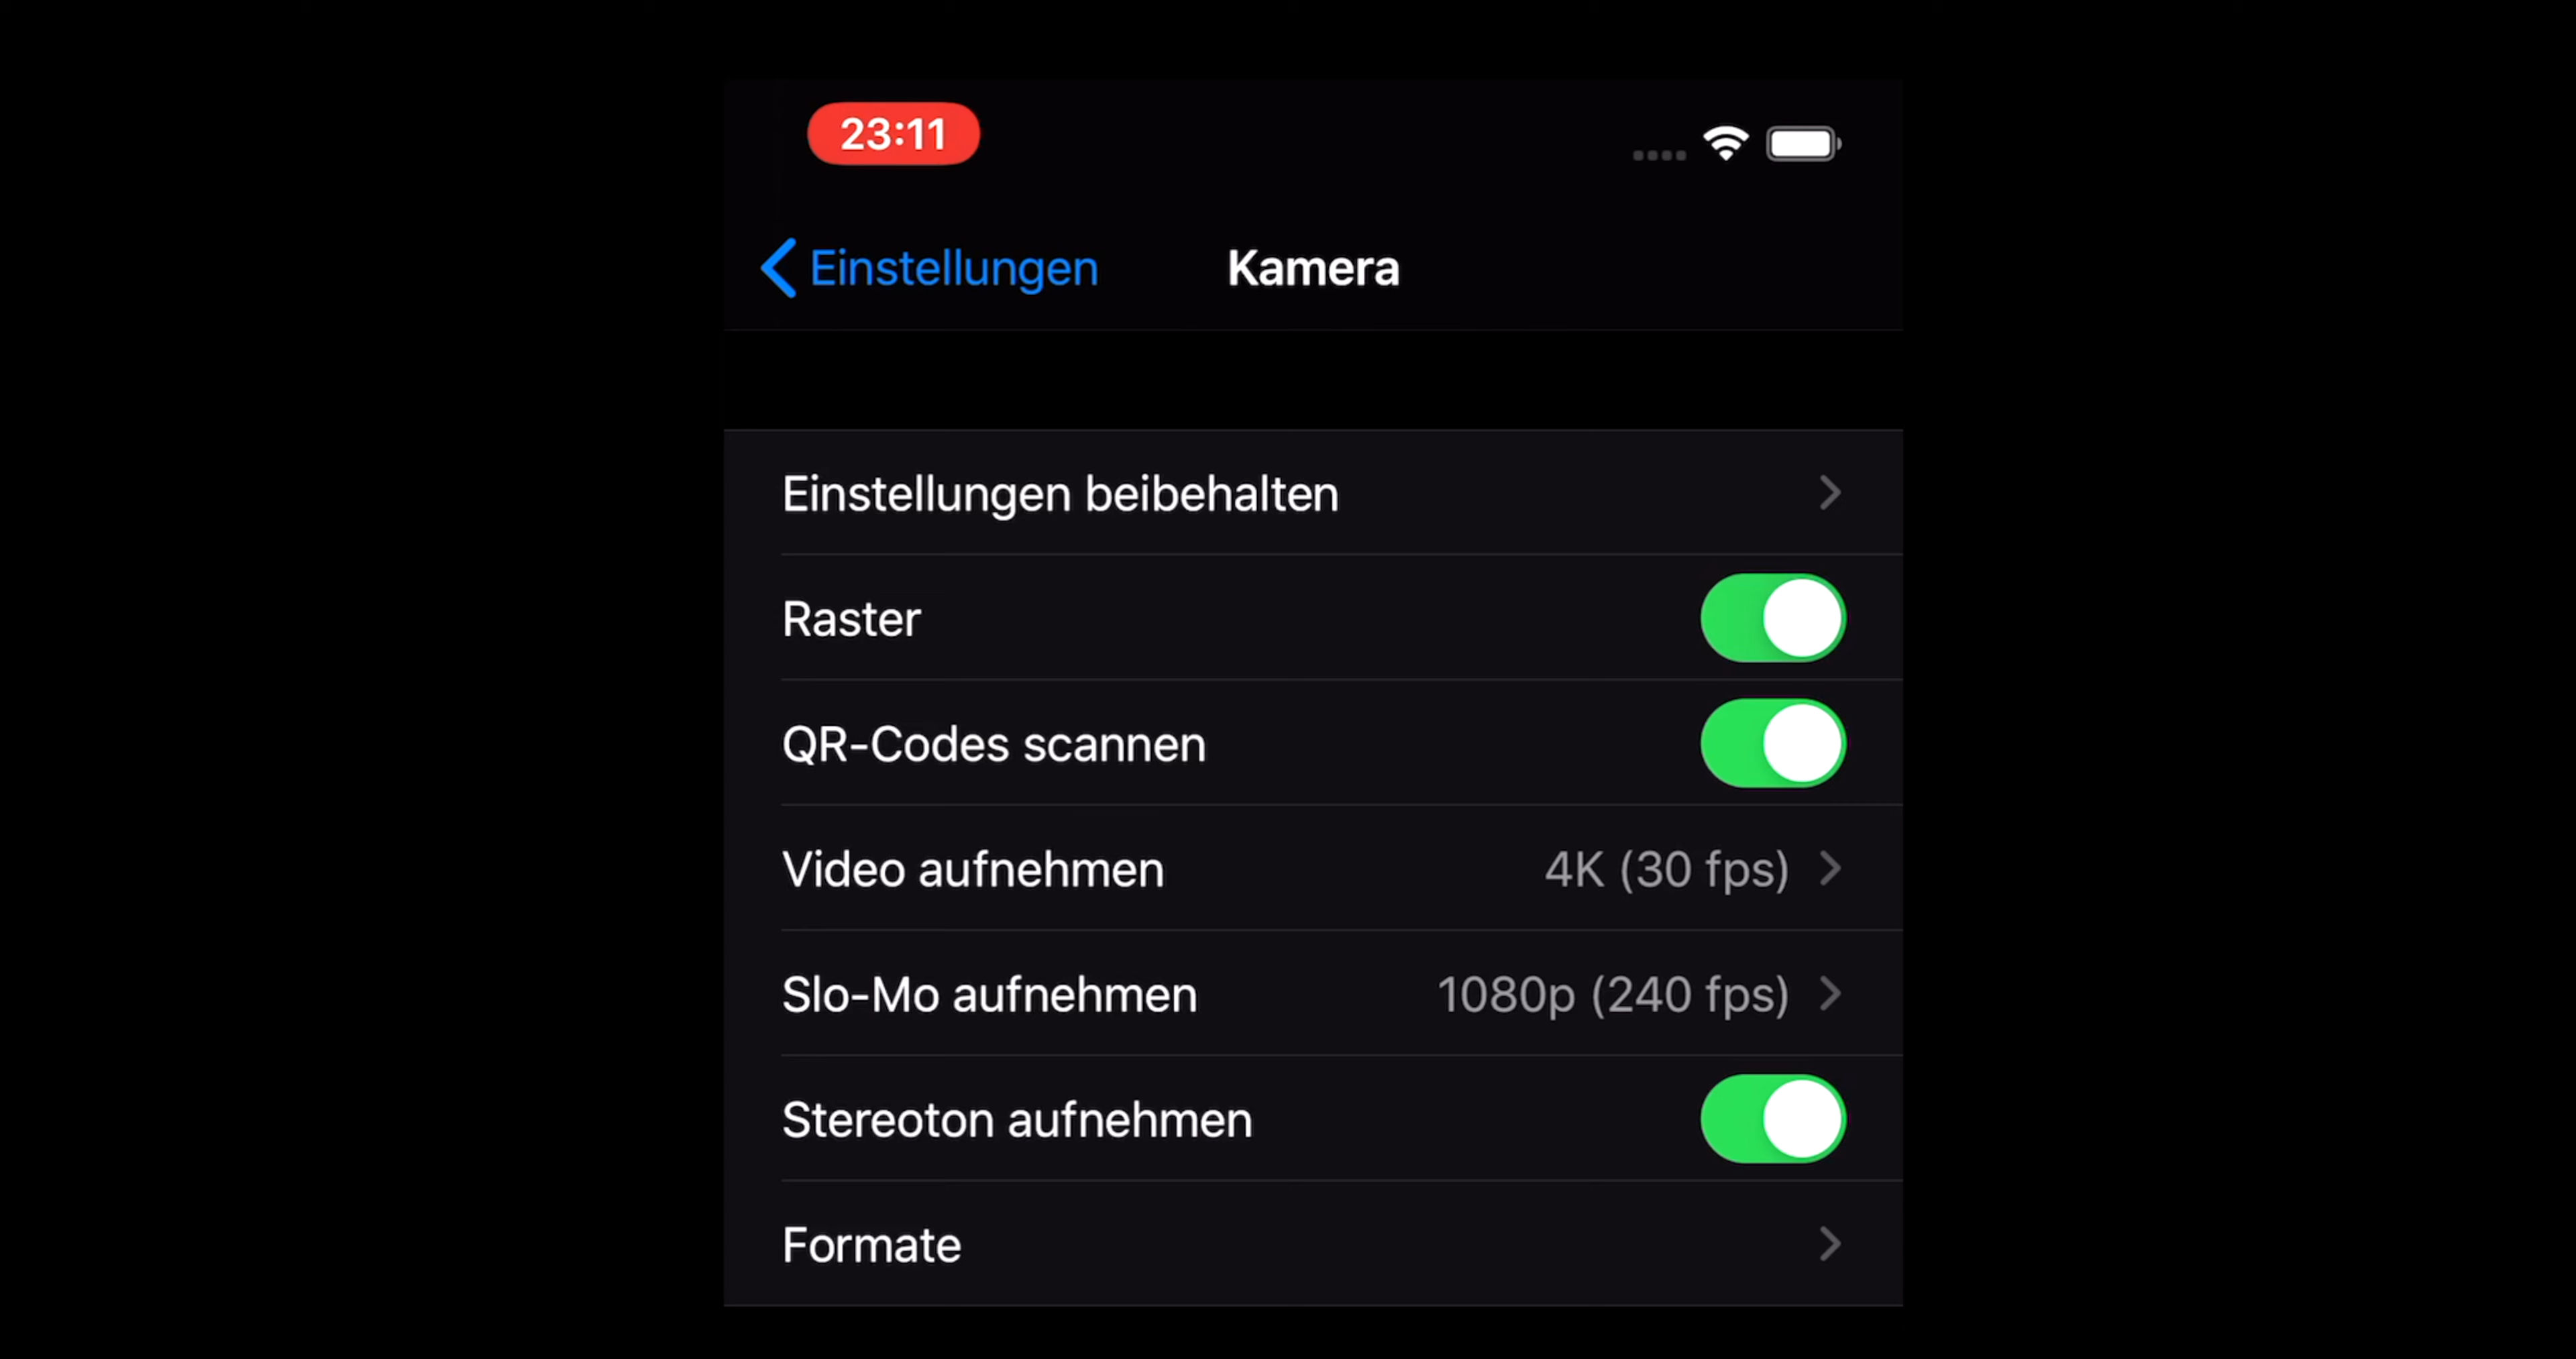 23:11
Einstellungen Kamera
Einstellungen beibehalten
Raster
QR-Codes scannen
Video aufnehmen 4K (30 fps)
Slo-Mo aufnehmen 1080p (240 fps)
Stereoton aufnehmen
Formate